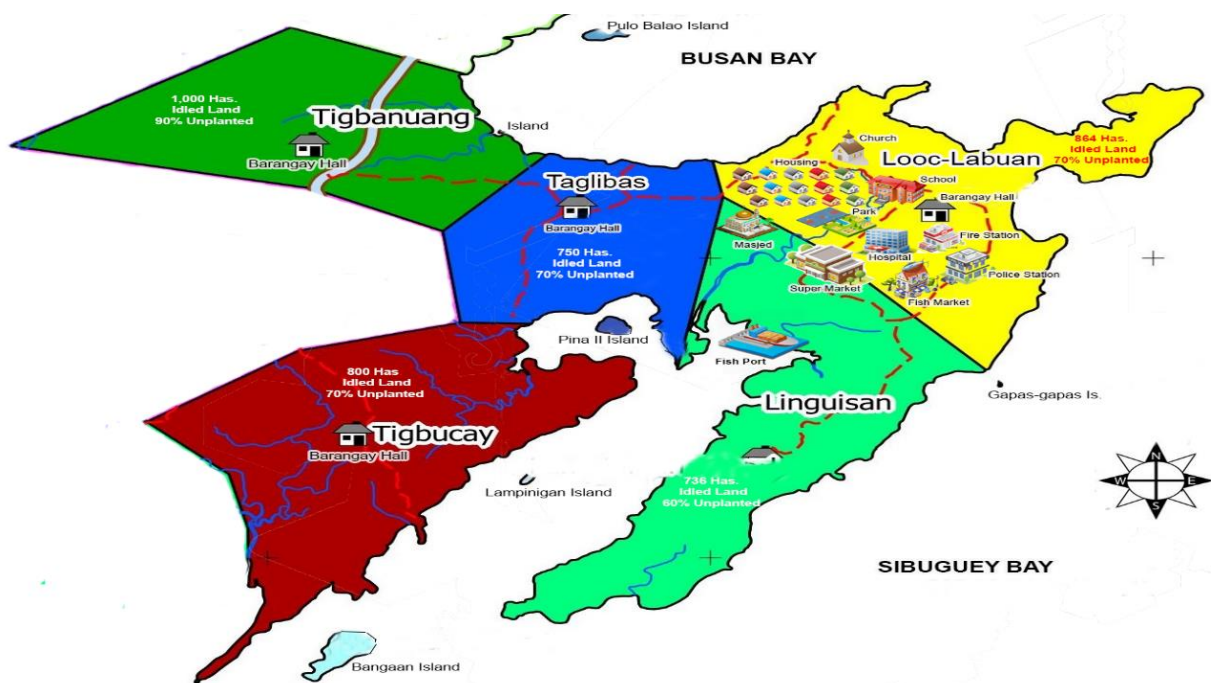 Pulo Balao Island
BUSAN BAY
1,000 Has.
Idled Land
90% Unplanted
Tigbanuang
Island
Barangay Hall
Church
864 Has.
Idled Land
70% Unplanted
Housing
Looc-Labuan
School
Taglibas
Barangay Hall
Park
Barangay Hall
Masjed
Fire Station
Hospital
750 Has.
Idled Land
70% Unplanted
Police Station
Super Market
Fish Market
Pina II Island
Fish Port
800 Has
Idled Land
70% Unplanted
Gapas-gapas Is.
Linguisan
Tigbucay
Barangay Hall
736 Has.
Idled Land
60% Unplanted
Lampinigan Island
N
W E
S
SIBUGUEY BAY
Bangaan Island